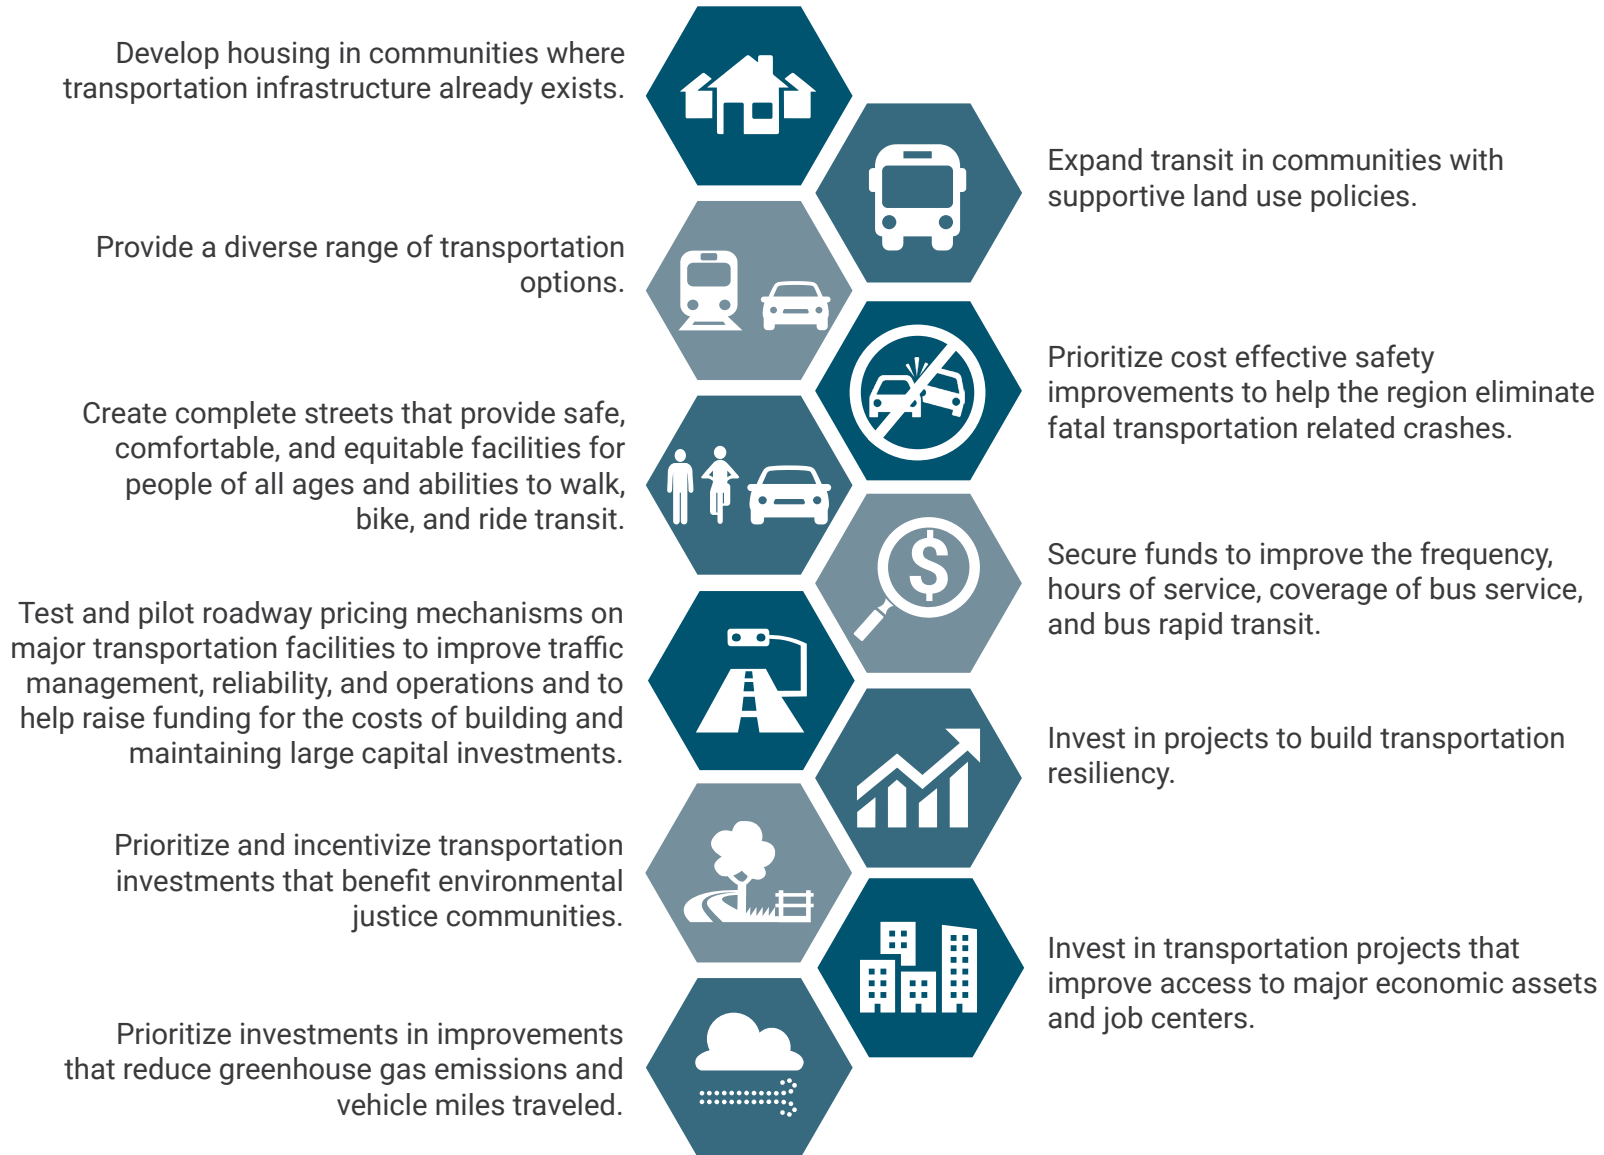 Develop housing in communities where
transportation infrastructure already exists.
Expand transit in communities with
supportive land use policies.
Provide a diverse range of transportation
options.
Prioritize cost effective safety
improvements to help the region eliminate
fatal transportation related crashes.
Create complete streets that provide safe,
comfortable, and equitable facilities for
people of all ages and abilities to walk,
bike, and ride transit.
Secure funds to improve the frequency,
hours of service, coverage of bus service,
and bus rapid transit.
Test and pilot roadway pricing mechanisms on
major transportation facilities to improve traffic
management, reliability, and operations and to
help raise funding for the costs of building and
maintaining large capital investments.
Invest in projects to build transportation
resiliency.
Prioritize and incentivize transportation
investments that benefit environmental
justice communities.
Invest in transportation projects that
improve access to major economic assets
and job centers.
Prioritize investments in improvements
that reduce greenhouse gas emissions and
vehicle miles traveled.